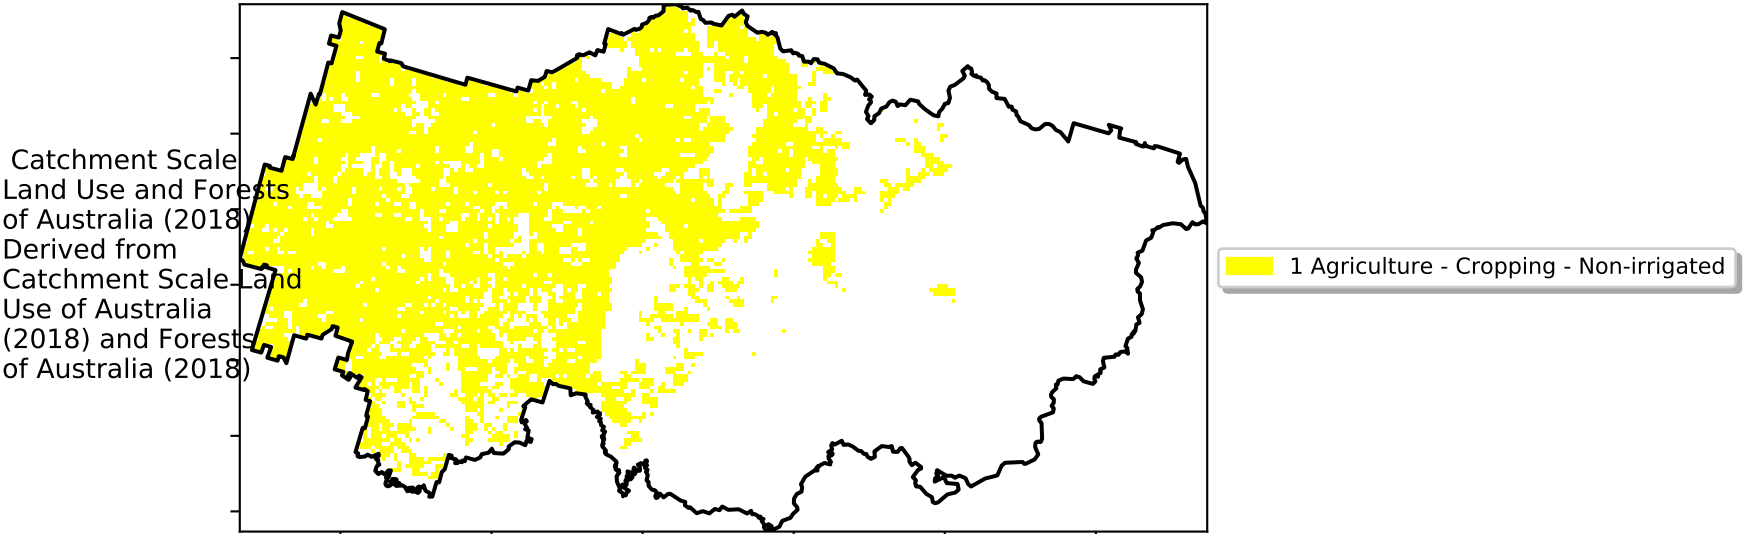 Catchment Scale
Land Use and Forests
of Australia (2018)
Derived from
Catchment Scale Land
Use of Australia
(2018) and Forests
of Australia (2018)
1 Agriculture - Cropping - Non-irrigated